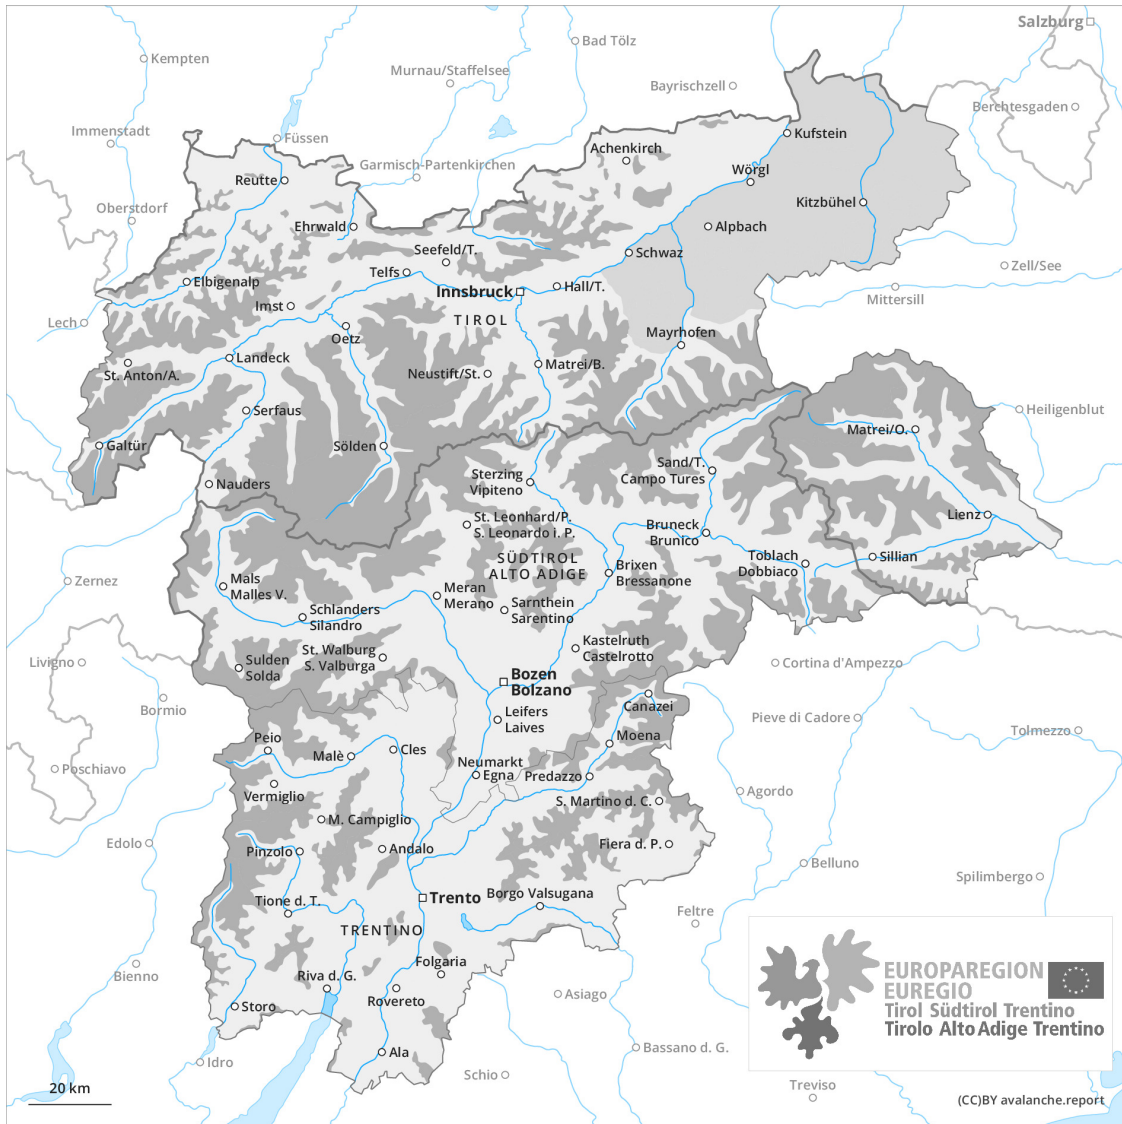 Salzburg
Bad Tölz
Kempten
Murnau/Staffelsee
Bayrischzell
Berchtesgaden
Immenstadt
Füssen
Kufstein
Achenkirch
Garmisch-Partenkirchen
Wörgl
Reutte
Kitzbühel
Oberstdorf
Ehrwald
Alpbach
Seefeld/T.
Schwaz
Telfs
Zell/See
Elbigenalp
Hall/T.
Innsbruck
Mittersill
Imst
TIROL
Lech
Oetz
Mayrhofen
Landeck
Matrei/B.
St. Anton/A.
Neustift/St.
Serfaus
Heiligenblut
Matrei/O.
Galtür
Sölden
Sand/T.
Campo Tures
Sterzing
Vipiteno
Nauders
Lienz
St. Leonhard/P.
S. Leonardo i. P.
Bruneck
Brunico
SÜDTIROL
ALTO ADIGE
Toblach
Dobbiaco
Sillian
Brixen
Bressanone
Zernez
Mals
Malles V.
Meran
Merano
Sarnthein
Sarentino
Schlanders
Silandro
Kastelruth
Castelrotto
St. Walburg
S. Valburga
Livigno
Sulden
Solda
Cortina d'Ampezzo
Bozen
Bolzano
Bormio
Canazei
Leifers
Laives
Pieve di Cadore
Tolmezzo
Peio
Moena
Malè
Cles
Neumarkt
Egna
Poschiavo
Predazzo
Vermiglio
Agordo
S. Martino d. C.
M. Campiglio
Edolo
Pinzolo
Andalo
Fiera d. P.
Belluno
Spilimbergo
Tione d. T.
Trento
Borgo Valsugana
Feltre
TRENTINO
Bienno
Folgaria
Riva d. G.
Rovereto
Asiago
Storo
EUROPAREGION
EUREGIO
Tirol Südtirol Trentino
Tirolo Alto Adige Trentino
Idro
Ala
Bassano d. G.
Schio
Treviso
20 km
(CC)BY avalanche.report